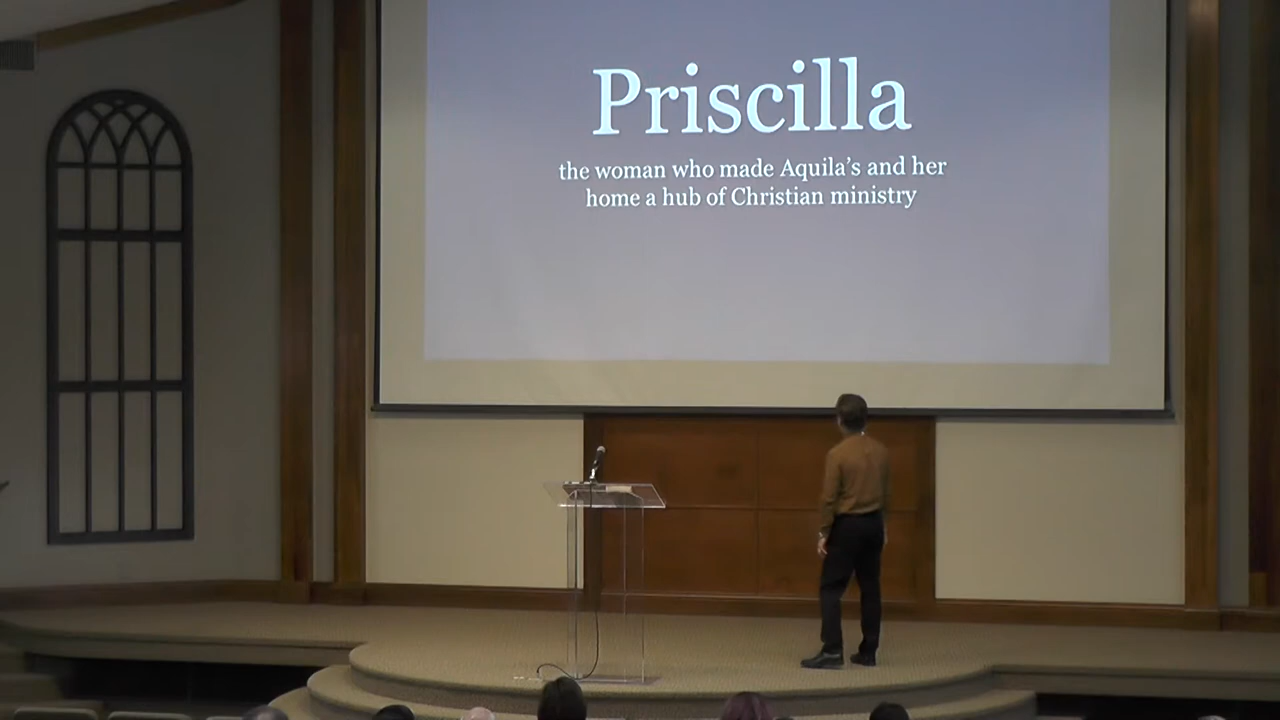 Priscilla
the woman who made Aquila’s and her
home a hub of Christian ministry